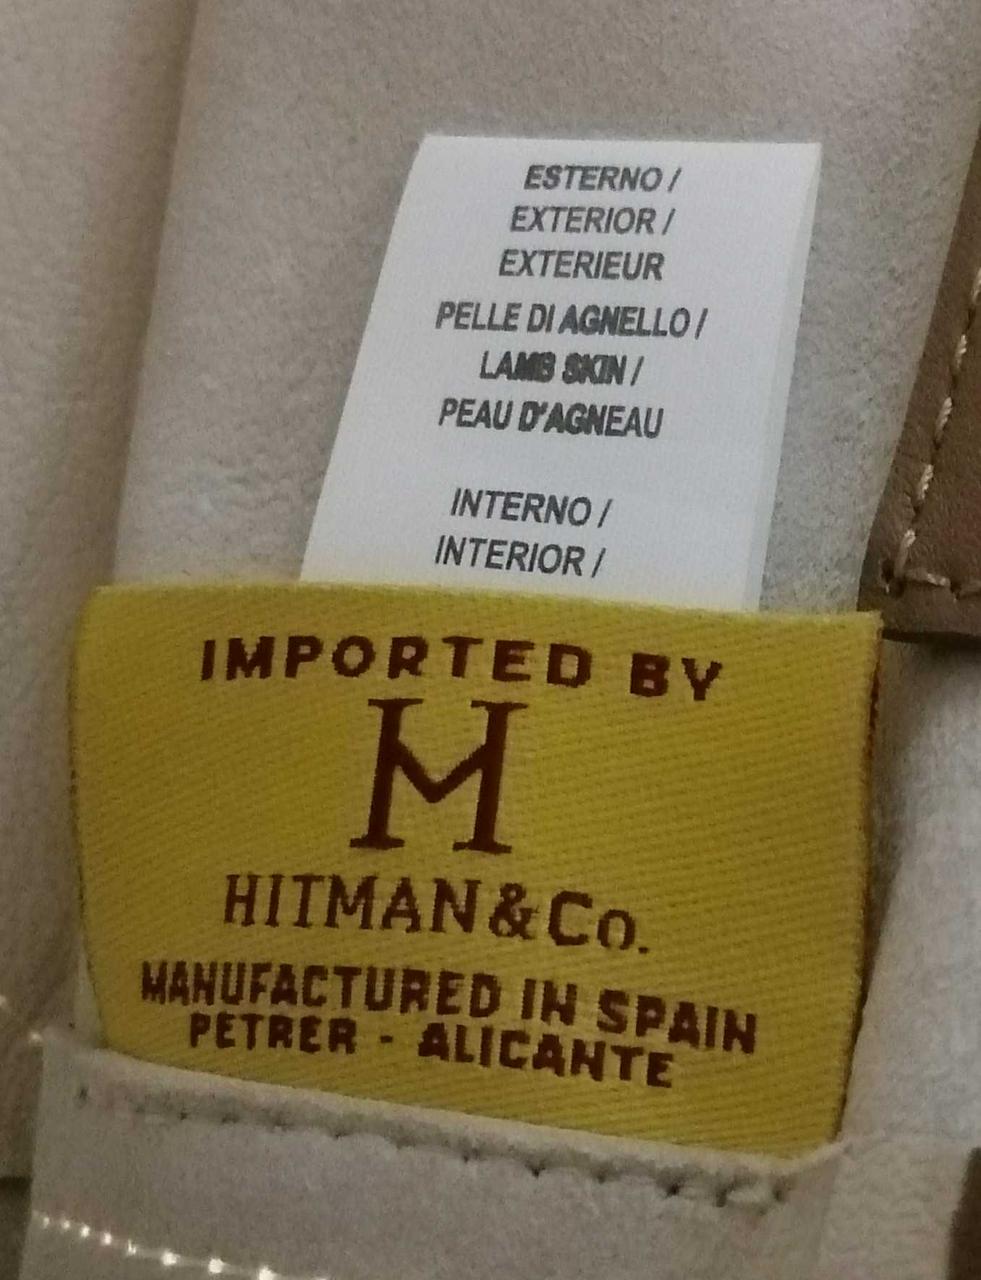 ESTERNO /
EXTERIOR /
EXTERIEUR
PELLE DI AGNELLO /
LAMB SKIN /
PEAU D'AGNEAU
INTERNO /
INTERIOR /
IMPORTED BY
H
HITMAN & Co.
MANUFACTURED IN SPAIN
PETRER - ALICANTE